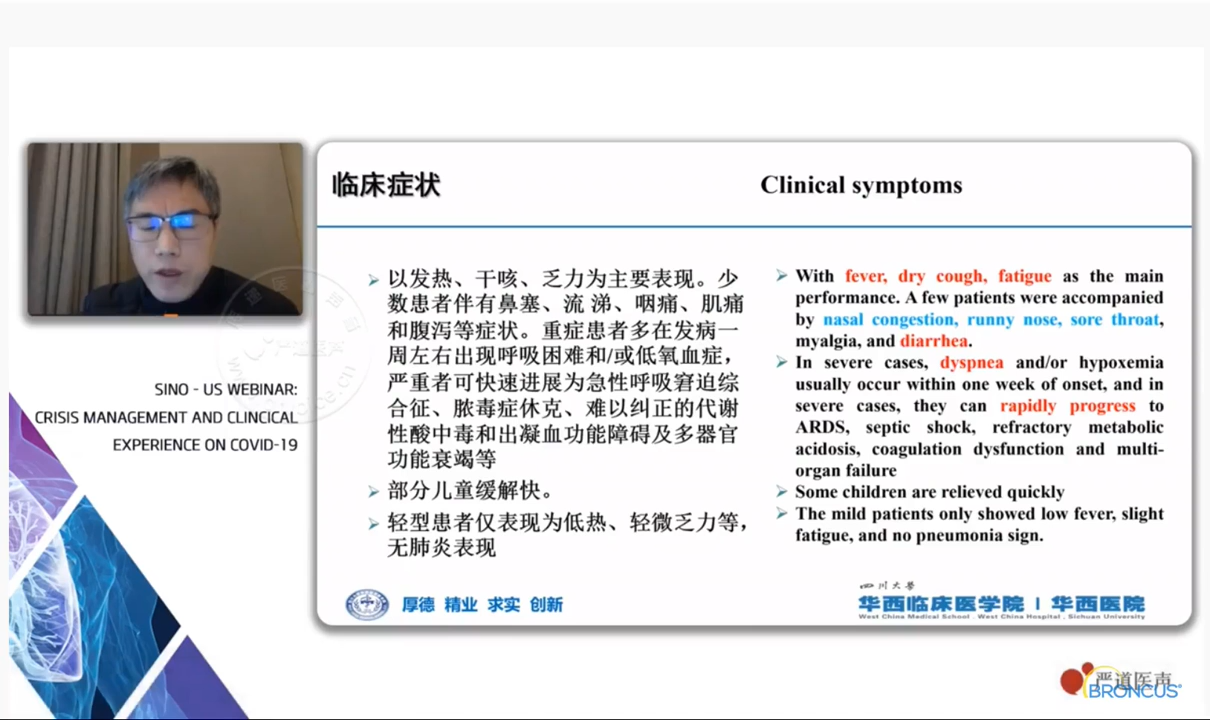 临床症状
Clinical symptoms
以发热、干咳、乏力为主要表现。少
数患者伴有鼻塞、流 涕、咽痛、肌痛
和腹泻等症状。重症患者多在发病一
周左右出现呼吸困难和/或低氧血症，
严重者可快速进展为急性呼吸窘迫综
合征、脓毒症休克、难以纠正的代谢
性酸中毒和出凝血功能障碍及多器官
功能衰竭等
部分儿童缓解快。
轻型患者仅表现为低热、轻微乏力等，
无肺炎表现
With fever, dry cough, fatigue as the main
performance. A few patients were accompanied
by nasal congestion, runny nose, sore throat,
myalgia, and diarrhea.
In severe cases, dyspnea and/or hypoxemia
usually occur within one week of onset, and in
severe cases, they can rapidly progress to
ARDS, septic shock, refractory metabolic
acidosis, coagulation dysfunction and multi-
organ failure
Some children are relieved quickly
The mild patients only showed low fever, slight
fatigue, and no pneumonia sign.
SINO - US WEBINAR:
CRISIS MANAGEMENT AND CLINCICAL
EXPERIENCE ON COVID-19
厚德 精业 求实 创新
四川大学
华西临床医学院 | 华西医院
West China Medical School . West China Hospital , Sichuan University
严道医声
BRONCUS